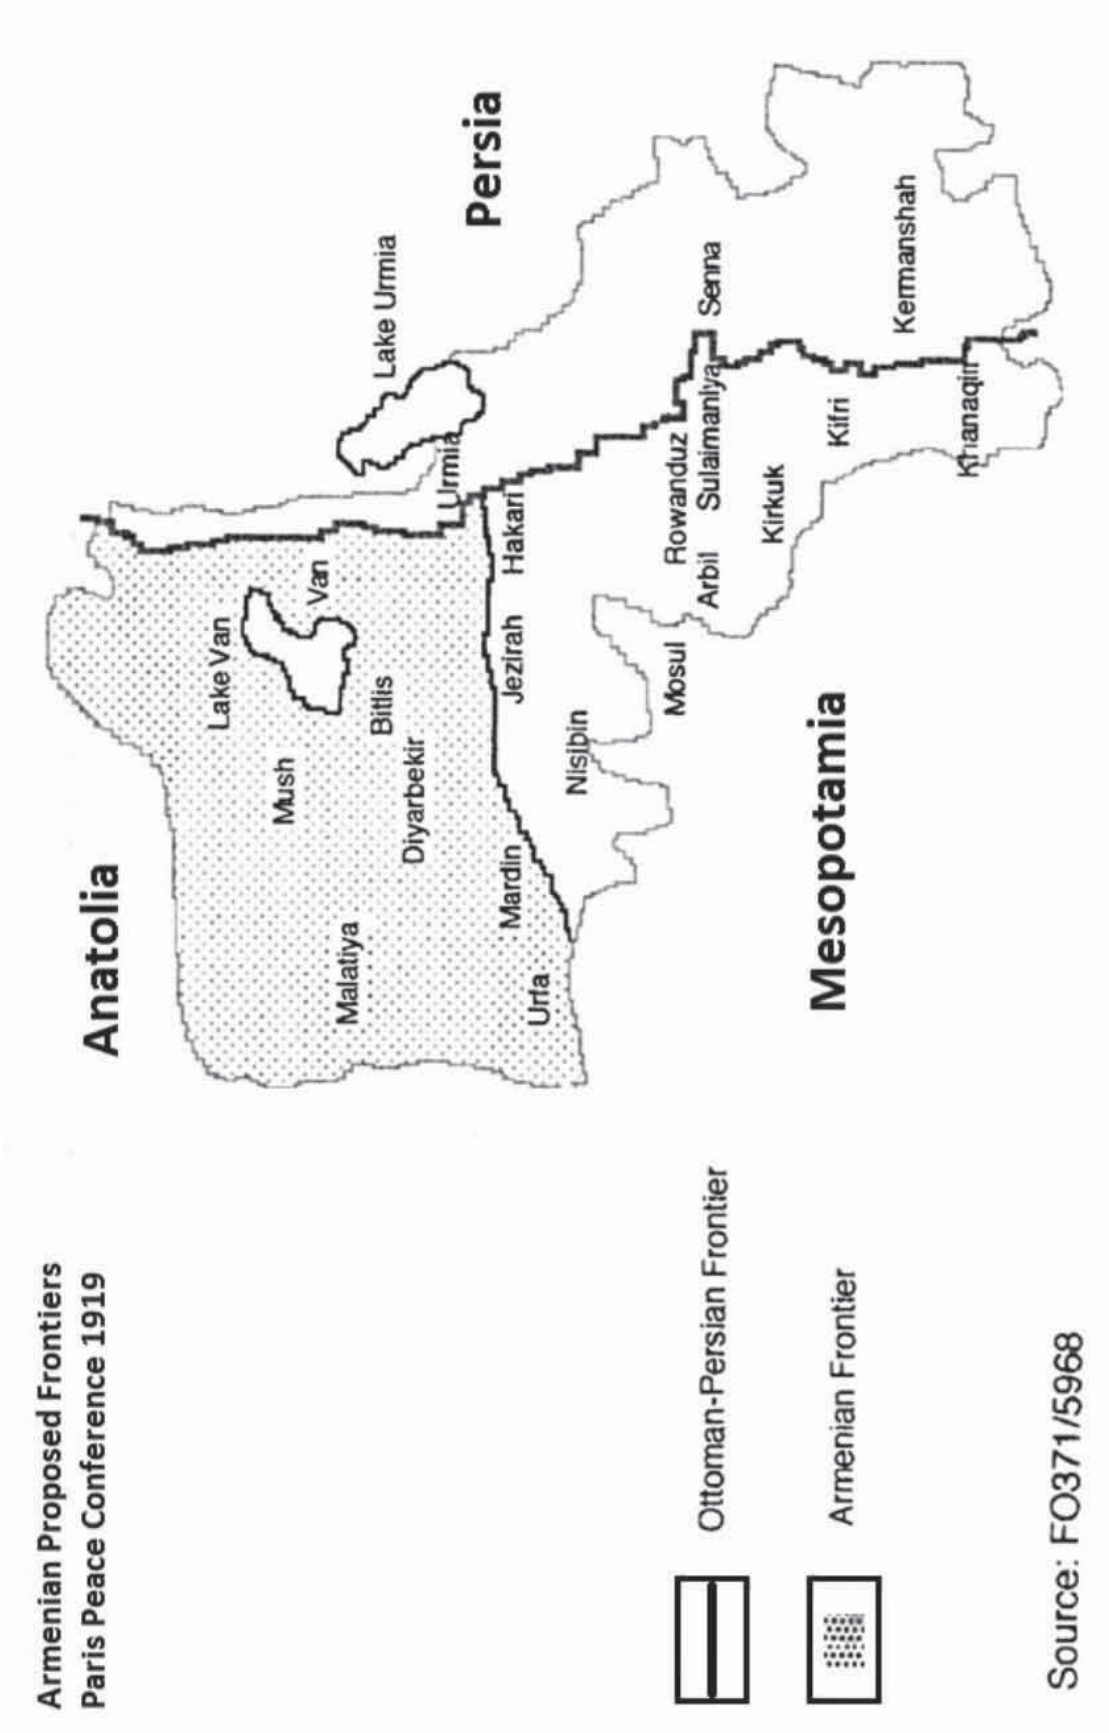 Armenian Proposed Frontiers
Paris Peace Conference 1919
Anatolia
Persia
Mesopotamia
Lake Van
Van
Mush
Bitlis
Malatiya
Diyarbekir
Lake Urmia
Urmia
Mardin
Urfa
Jezirah
Hakari
Nisibin
Mosul
Rowanduz
Arbil
Sulaimaniya
Senna
Kirkuk
Kifri
Kermanshah
Khanaqin
Ottoman-Persian Frontier
Armenian Frontier
Source: FO371/5968